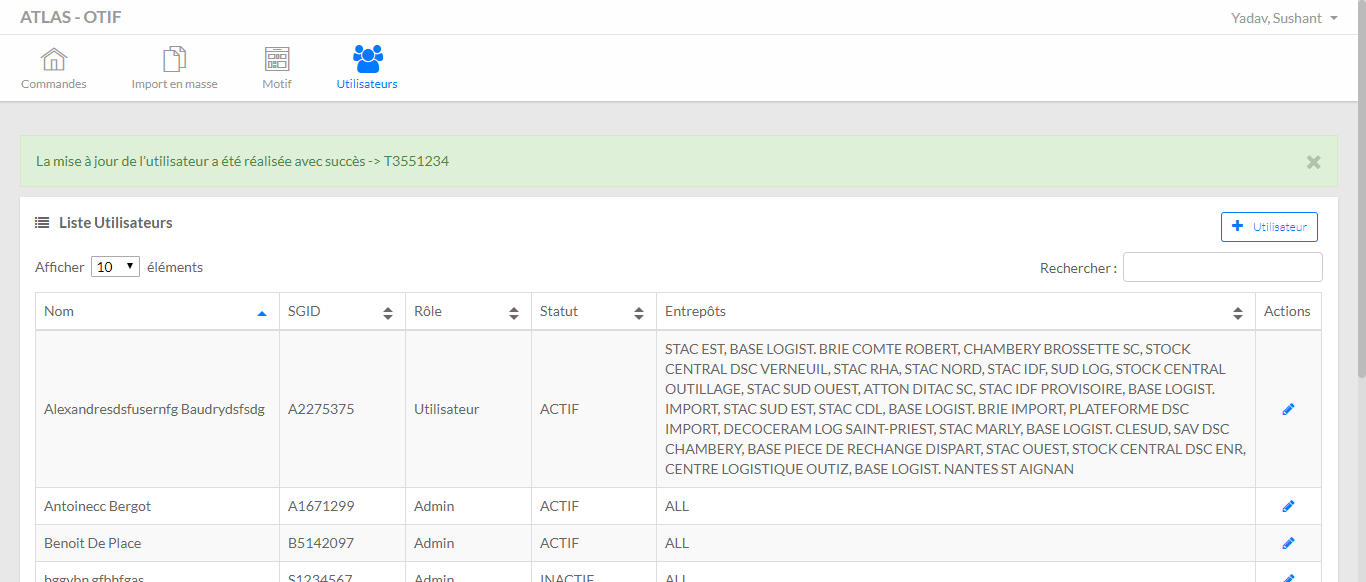 ATLAS - OTIF
Yadav, Sushant
Commandes
Import en masse
Motif
Utilisateurs
La mise à jour de l'utilisateur a été réalisée avec succès -> T3551234
Liste Utilisateurs
Utilisateur
Afficher 10 éléments
Rechercher :
Nom SGID Rôle Statut Entrepôts Actions
STAC EST, BASE LOGIST. BRIE COMTE ROBERT, CHAMBERY BROSSETTE SC, STOCK
CENTRAL DSC VERNEUIL, STAC RHA, STAC NORD, STAC IDF, SUD LOG, STOCK CENTRAL
OUTILLAGE, STAC SUD OUEST, ATTON DITAC SC, STAC IDF PROVISOIRE, BASE LOGIST.
Alexandresdsfusernfg Baudrydsfsdg A2275375 Utilisateur ACTIF IMPORT, STAC SUD EST, STAC CDL, BASE LOGIST. BRIE IMPORT, PLATEFORME DSC
IMPORT, DECOCERAM LOG SAINT-PRIEST, STAC MARLY, BASE LOGIST. CLESUD, SAV DSC
CHAMBERY, BASE PIECE DE RECHANGE DISPART, STAC OUEST, STOCK CENTRAL DSC ENR,
CENTRE LOGISTIQUE OUTIZ, BASE LOGIST. NANTES ST AIGNAN
Antoinecc Bergot A1671299 Admin ACTIF ALL
Benoit De Place B5142097 Admin ACTIF ALL
S1234567 Admin INACTIF ALL